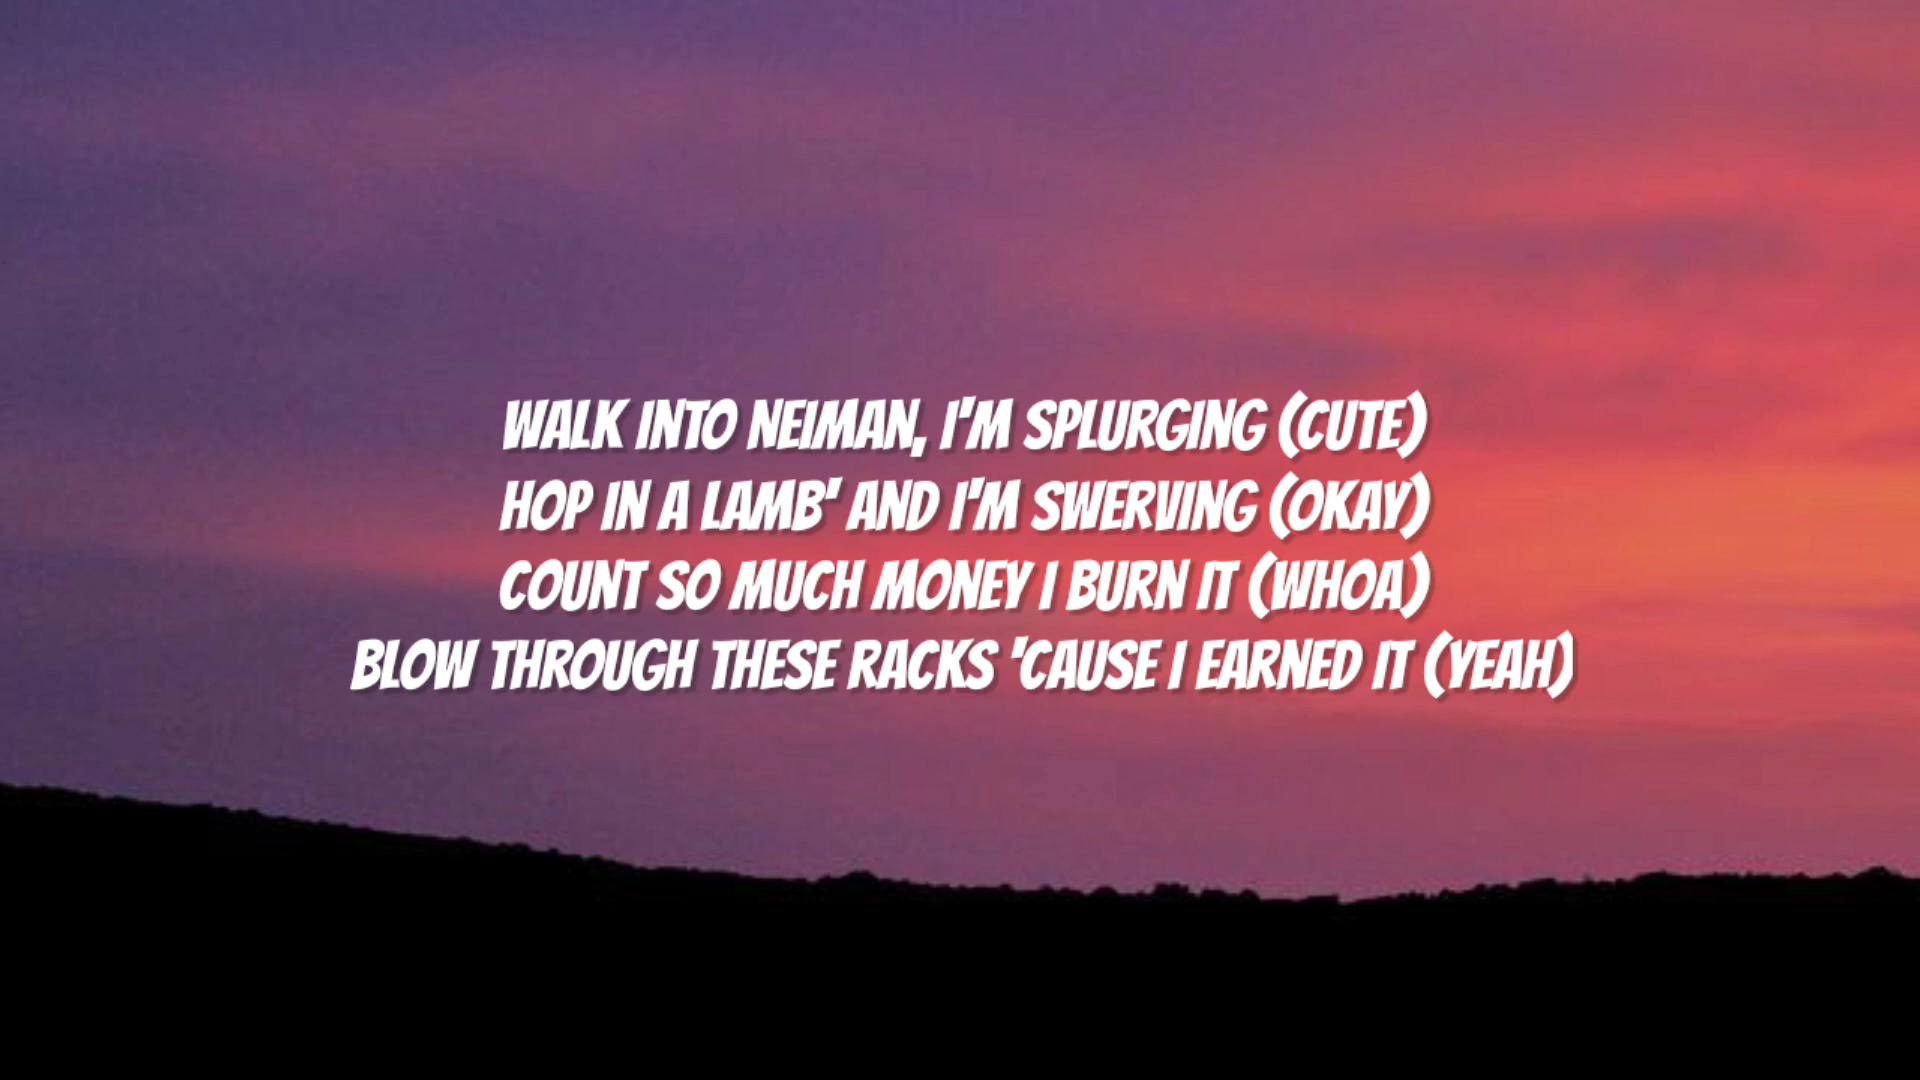 WALK INTO NEIMAN, I'M SPLURGING (CUTE)
HOP IN A LAMB' AND I'M SWERVING (OKAY)
COUNT SO MUCH MONEY I BURN IT (WHOA)
BLOW THROUGH THESE RACKS 'CAUSE I EARNED IT (YEAH)